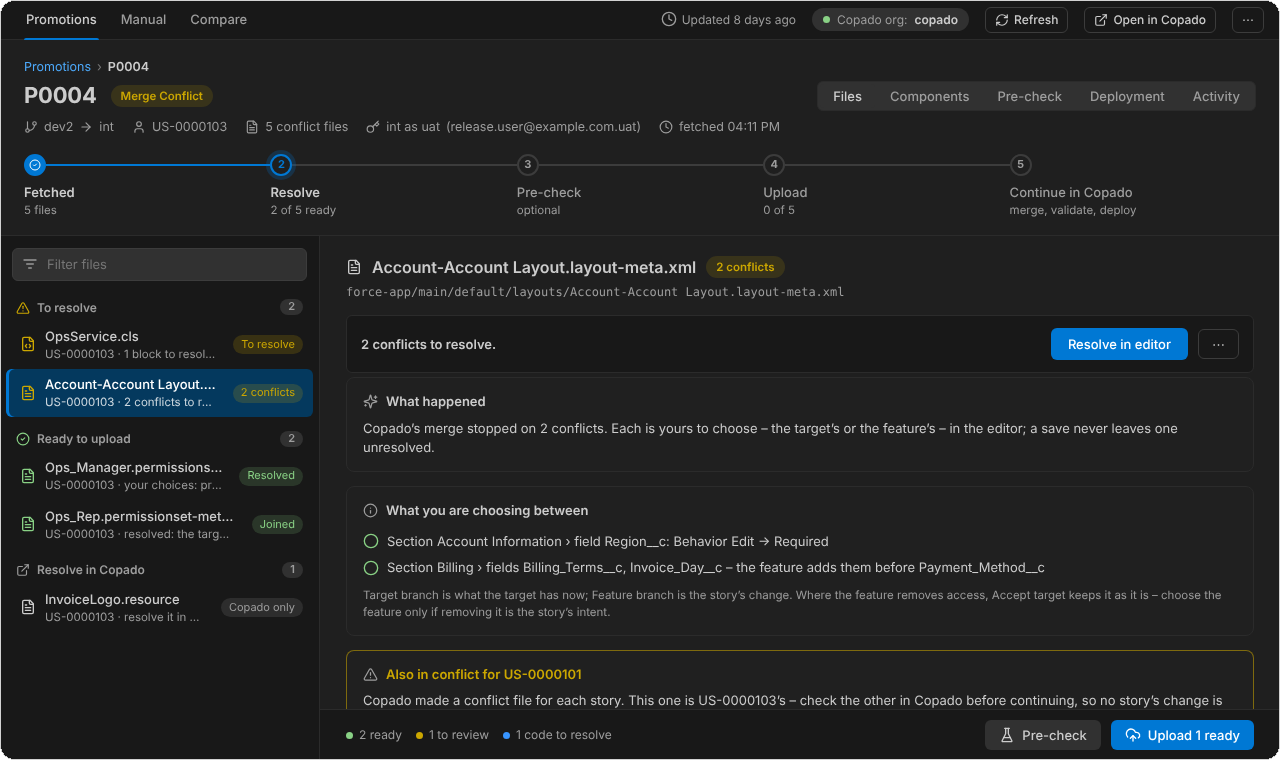 Promotions Manual Compare Updated 8 days ago Copado org: copado Refresh Open in Copado ...
Promotions › P0004
P0004 Merge Conflict
Files Components Pre-check Deployment Activity
dev2 → int US-0000103 5 conflict files int as uat (release.user@example.com.uat) fetched 04:11 PM
2 3 4 5
Fetched Resolve Pre-check Upload Continue in Copado
5 files 2 of 5 ready optional 0 of 5 merge, validate, deploy
Filter files
To resolve 2
OpsService.cls
US-0000103 · 1 block to resol...
To resolve
Account-Account Layout....
US-0000103 · 2 conflicts to r...
2 conflicts
Ready to upload 2
Ops_Manager.permissions...
US-0000103 · your choices: pr...
Resolved
Ops_Rep.permissionset-met...
US-0000103 · resolved: the targ...
Joined
Resolve in Copado 1
InvoiceLogo.resource
US-0000103 · resolve it in ...
Copado only
Account-Account Layout.layout-meta.xml 2 conflicts
force-app/main/default/layouts/Account-Account Layout.layout-meta.xml
2 conflicts to resolve. Resolve in editor ...
What happened
Copado’s merge stopped on 2 conflicts. Each is yours to choose – the target’s or the feature’s – in the editor; a save never leaves one
unresolved.
What you are choosing between
Section Account Information › field Region__c: Behavior Edit → Required
Section Billing › fields Billing_Terms__c, Invoice_Day__c – the feature adds them before Payment_Method__c
Target branch is what the target has now; Feature branch is the story’s change. Where the feature removes access, Accept target keeps it as it is – choose the
feature only if removing it is the story’s intent.
Also in conflict for US-0000101
Copado made a conflict file for each story. This one is US-0000103’s – check the other in Copado before continuing, so no story’s change is
2 ready 1 to review 1 code to resolve Pre-check Upload 1 ready